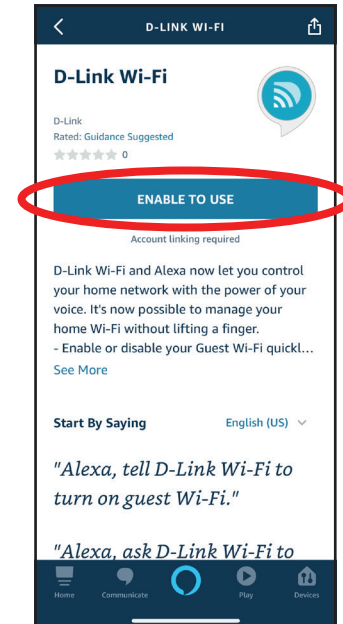 D-LINK WI-FI
D-Link Wi-Fi
D-Link
Rated: Guidance Suggested
0
ENABLE TO USE
Account linking required
D-Link Wi-Fi and Alexa now let you control
your home network with the power of your
voice. It's now possible to manage your
home Wi-Fi without lifting a finger.
- Enable or disable your Guest Wi-Fi quickl...
See More
Start By Saying English (US)
"Alexa, tell D-Link Wi-Fi to
turn on guest Wi-Fi."
"Alexa, ask D-Link Wi-Fi to
Home Communicate Play Devices